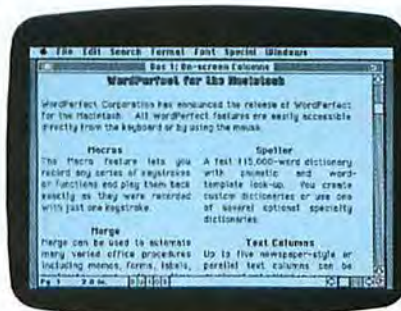 File Edit Search Format Font Special Windows
Doc 1: On-screen Columns
WordPerfect for the Macintosh
WordPerfect Corporation has announced the release of WordPerfect
for the Macintosh. All WordPerfect features are easily accessible
directly from the keyboard or by using the mouse.
Macros
The Macro feature lets you
record any series of keystrokes
or functions and play them back
exactly as they were recorded
with just one keystroke.
Merge
Merge can be used to automate
many varied office procedures
including memos, forms, labels,
Speller
A fast 115,000-word dictionary
with phonetic and word-
template look-up. You create
custom dictionaries or use one
of several optional specialty
dictionaries.
Text Columns
Up to five newspaper-style or
parallel text columns can be
Pg 1